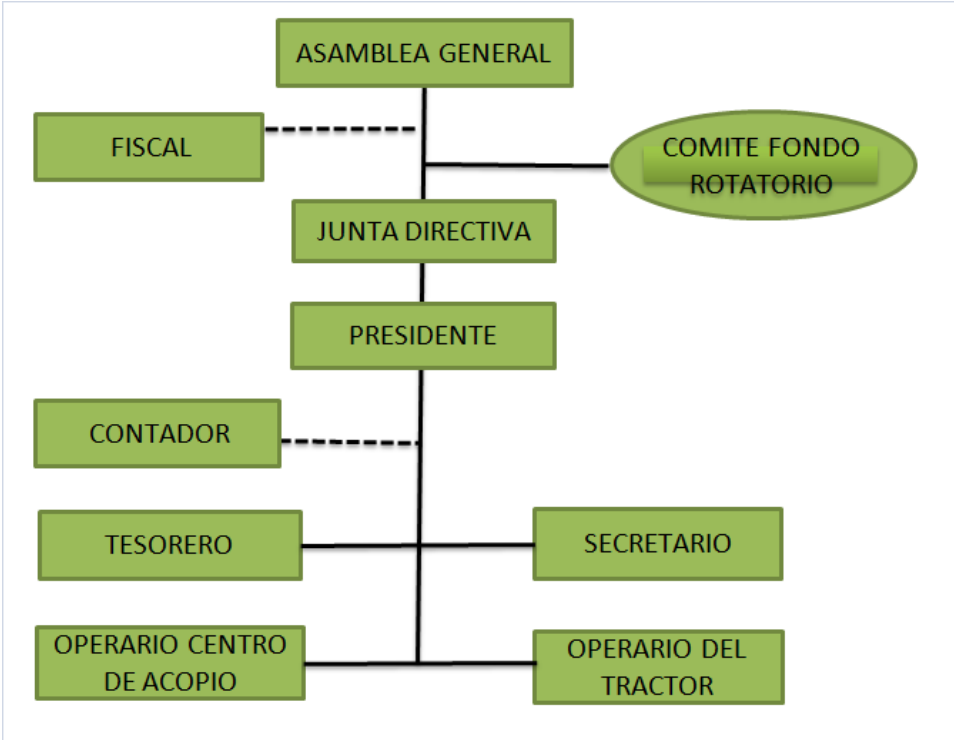 ASAMBLEA GENERAL
FISCAL
COMITE FONDO
ROTATORIO
JUNTA DIRECTIVA
PRESIDENTE
CONTADOR
TESORERO
SECRETARIO
OPERARIO CENTRO
DE ACOPIO
OPERARIO DEL
TRACTOR